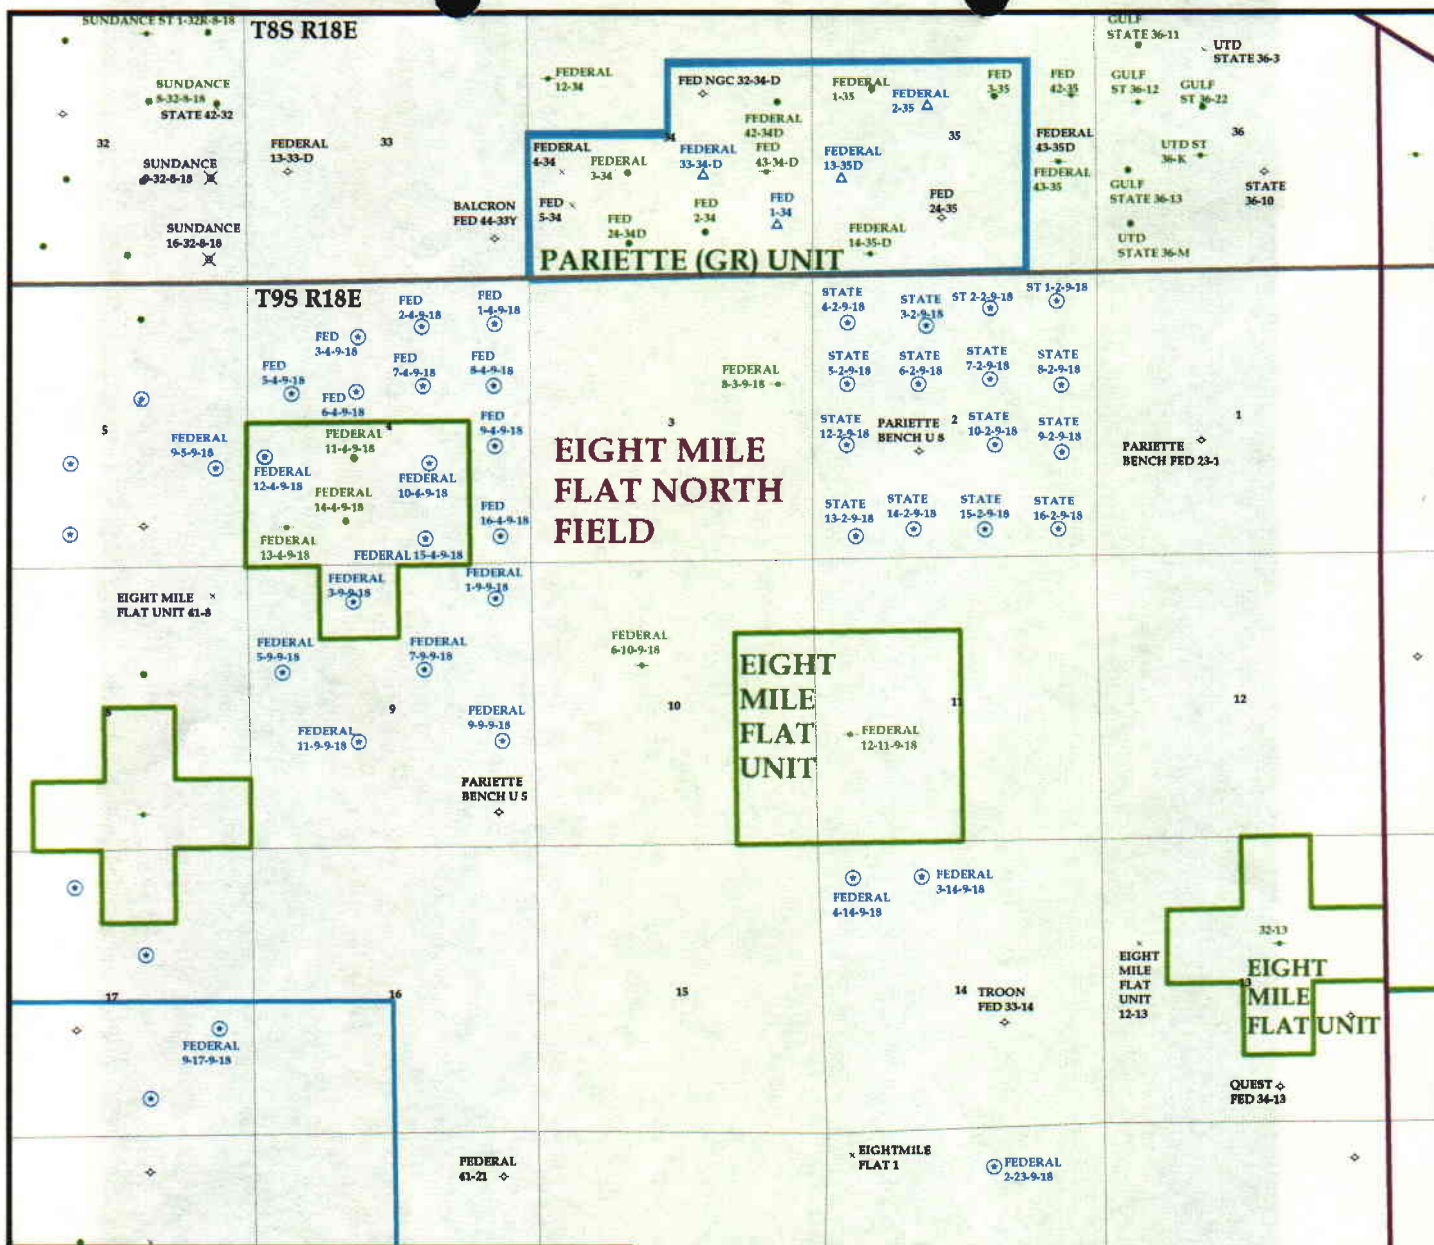 SUNDANCE ST 1-32R-8-18
T8S R18E
SUNDANCE
8-32-8-18
STATE 42-32
32
SUNDANCE
9-32-8-18
SUNDANCE
16-32-8-18
FEDERAL
13-33-D
33
BALCRON
FED 44-33Y
FEDERAL
12-34
FED NGC 32-34-D
FEDERAL
42-34D
34
FEDERAL
4-34
FEDERAL
3-34
FEDERAL
33-34-D
FED
43-34-D
FED
5-34
FED
24-34D
FED
2-34
FED
1-34
PARIETTE (GR) UNIT
FEDERAL
1-35
FEDERAL
2-35
FED
3-35
35
FEDERAL
13-35D
FED
24-35
FEDERAL
14-35-D
FED
42-35
FEDERAL
43-35D
FEDERAL
43-35
GULF
STATE 36-11
UTD
STATE 36-3
GULF
ST 36-12
GULF
ST 36-22
36
UTD ST
36-K
GULF
STATE 36-13
STATE
36-10
UTD
STATE 36-M
T9S R18E
FED
2-4-9-18
FED
1-4-9-18
FED
3-4-9-18
FED
5-4-9-18
FED
7-4-9-18
FED
8-4-9-18
FED
6-4-9-18
FED
9-4-9-18
5
FEDERAL
9-5-9-18
4
FEDERAL
11-4-9-18
FEDERAL
12-4-9-18
FEDERAL
10-4-9-18
FEDERAL
14-4-9-18
FED
16-4-9-18
FEDERAL
13-4-9-18
FEDERAL 15-4-9-18
FEDERAL
8-3-9-18
3
EIGHT MILE
FLAT NORTH
FIELD
STATE
4-2-9-18
STATE
3-2-9-18
ST 2-2-9-18
ST 1-2-9-18
STATE
5-2-9-18
STATE
6-2-9-18
STATE
7-2-9-18
STATE
8-2-9-18
STATE
12-2-9-18
PARIETTE
BENCH U 8
2
STATE
10-2-9-18
STATE
9-2-9-18
STATE
13-2-9-18
STATE
14-2-9-18
STATE
15-2-9-18
STATE
16-2-9-18
1
PARIETTE
BENCH FED 23-1
EIGHT MILE
FLAT UNIT 41-8
8
FEDERAL
3-9-9-18
FEDERAL
1-9-9-18
FEDERAL
5-9-9-18
FEDERAL
7-9-9-18
9
FEDERAL
11-9-9-18
FEDERAL
9-9-9-18
PARIETTE
BENCH U 5
FEDERAL
6-10-9-18
10
EIGHT
MILE
FLAT
UNIT
11
FEDERAL
12-11-9-18
12
FEDERAL
4-14-9-18
FEDERAL
3-14-9-18
17
FEDERAL
9-17-9-18
16
15
14
TROON
FED 33-14
EIGHT
MILE
FLAT
UNIT
12-13
32-13
13
EIGHT
MILE
FLAT UNIT
QUEST
FED 34-13
FEDERAL
41-21
EIGHTMILE
FLAT 1
FEDERAL
2-23-9-18